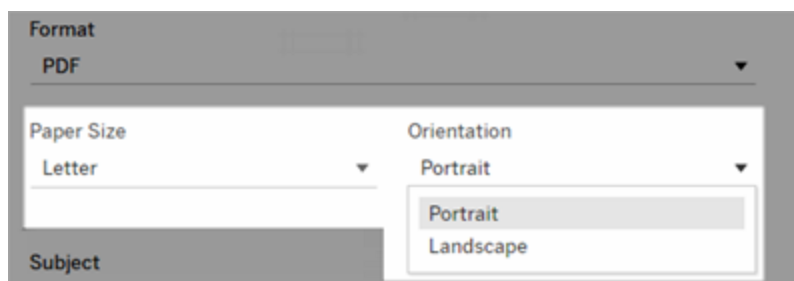 Format
PDF
Paper Size
Letter
Orientation
Portrait
Portrait
Landscape
Subject